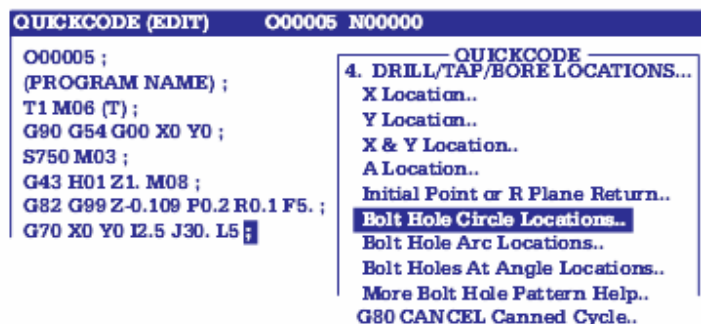 QUICKCODE (EDIT) O00005 N00000
O00005 ;
(PROGRAM NAME) ;
T1 M06 (T) ;
G90 G54 G00 X0 Y0 ;
S750 M03 ;
G43 H01 Z1. M08 ;
G82 G99 Z-0.109 P0.2 R0.1 F5. ;
G70 X0 Y0 I2.5 J30. L5 ;
QUICKCODE
4. DRILL/TAP/BORE LOCATIONS...
X Location..
Y Location..
X & Y Location..
A Location..
Initial Point or R Plane Return..
Bolt Hole Circle Locations..
Bolt Hole Arc Locations..
Bolt Holes At Angle Locations..
More Bolt Hole Pattern Help..
G80 CANCEL Canned Cycle..